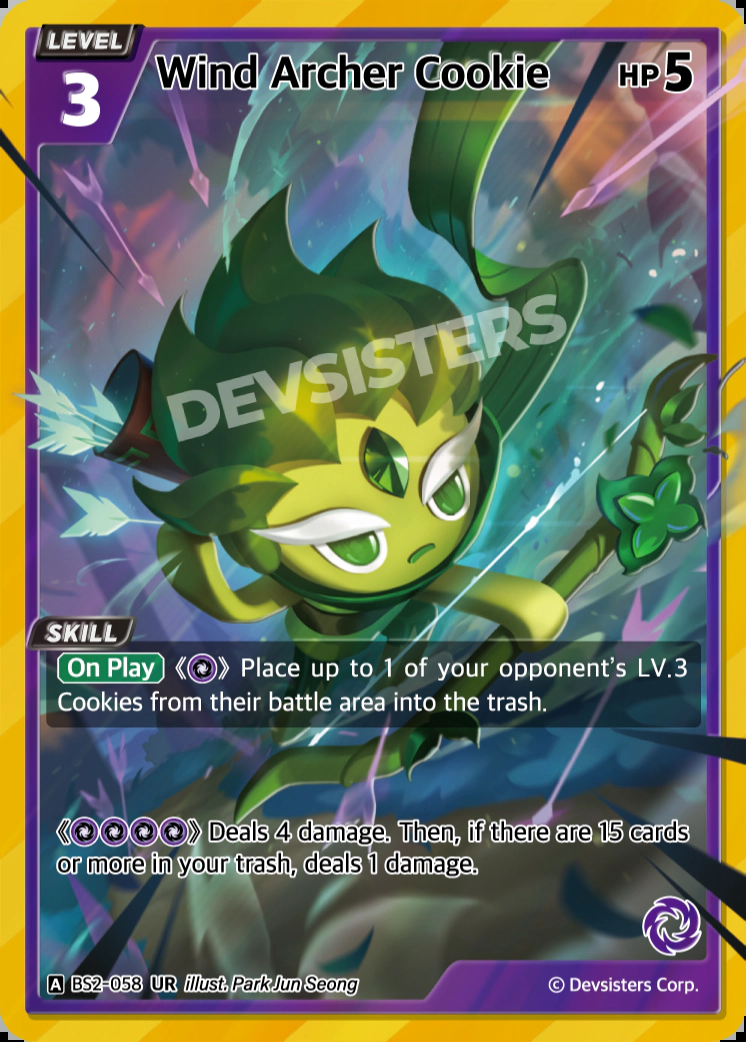 LEVEL
3
Wind Archer Cookie
HP 5
DEVSISTERS
SKILL
On Play 《》 Place up to 1 of your opponent's LV.3
Cookies from their battle area into the trash.
《》 Deals 4 damage. Then, if there are 15 cards
or more in your trash, deals 1 damage.
A BS2-058 UR illust. Park Jun Seong
© Devsisters Corp.